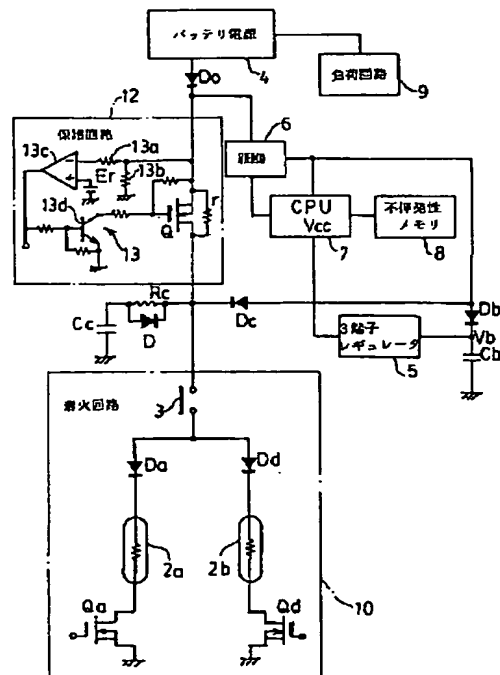 バッテリ電源
4
Do
負荷回路
9
12
保護回路
13c
13a
Er
13b
13d
13
Q
r
6
CPU
Vcc
7
不揮発性
メモリ
8
Rc
Cc
D
Dc
Db
Vb
3端子
レギュレータ
5
Cb
着火回路
3
Da
Dd
2a
2b
Qa
Qd
10